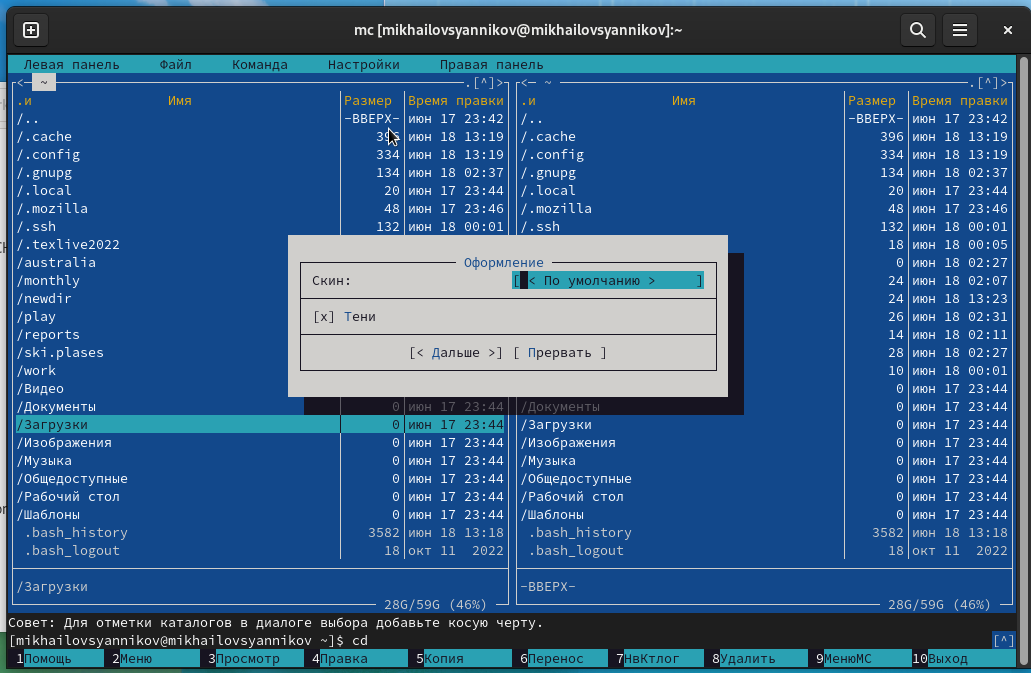 mc [mikhailovsyannikov@mikhailovsyannikov]:~
Левая панель Файл Команда Настройки Правая панель
<─ ~ .[^]> <─ ~ .[^]>
.и Имя Размер Время правки .и Имя Размер Время правки
/.. -ВВЕРХ- июн 17 23:42 /.. -ВВЕРХ- июн 17 23:42
/.cache 396 июн 18 13:19 /.cache 396 июн 18 13:19
/.config 334 июн 18 13:19 /.config 334 июн 18 13:19
/.gnupg 134 июн 18 02:37 /.gnupg 134 июн 18 02:37
/.local 20 июн 17 23:44 /.local 20 июн 17 23:44
/.mozilla 48 июн 17 23:46 /.mozilla 48 июн 17 23:46
/.ssh 132 июн 18 00:01 /.ssh 132 июн 18 00:01
/.texlive2022 18 июн 18 00:05
/australia Оформление 0 июн 18 02:07
/monthly Скин: [ < По умолчанию > ] 24 июн 18 02:07
/newdir 24 июн 18 13:23
/play [x] Тени 26 июн 18 02:31
/reports 14 июн 18 02:11
/ski.plases [< Дальше >] [ Прервать ] 28 июн 18 02:27
/work 10 июн 18 00:01
/Видео 0 июн 17 23:44
/Документы 0 июн 17 23:44 /Документы 0 июн 17 23:44
/Загрузки 0 июн 17 23:44 /Загрузки 0 июн 17 23:44
/Изображения 0 июн 17 23:44 /Изображения 0 июн 17 23:44
/Музыка 0 июн 17 23:44 /Музыка 0 июн 17 23:44
/Общедоступные 0 июн 17 23:44 /Общедоступные 0 июн 17 23:44
/Рабочий стол 0 июн 17 23:44 /Рабочий стол 0 июн 17 23:44
/Шаблоны 0 июн 17 23:44 /Шаблоны 0 июн 17 23:44
.bash_history 3582 июн 18 13:18 .bash_history 3582 июн 18 13:18
.bash_logout 18 окт 11 2022 .bash_logout 18 окт 11 2022
/Загрузки -ВВЕРХ-
28G/59G (46%) 28G/59G (46%)
Совет: Для отметки каталогов в диалоге выбора добавьте косую черту.
[mikhailovsyannikov@mikhailovsyannikov ~]$ cd [^]
1Помощь 2Меню 3Просмотр 4Правка 5Копия 6Перенос 7НвКтлог 8Удалить 9МенюМС 10Выход